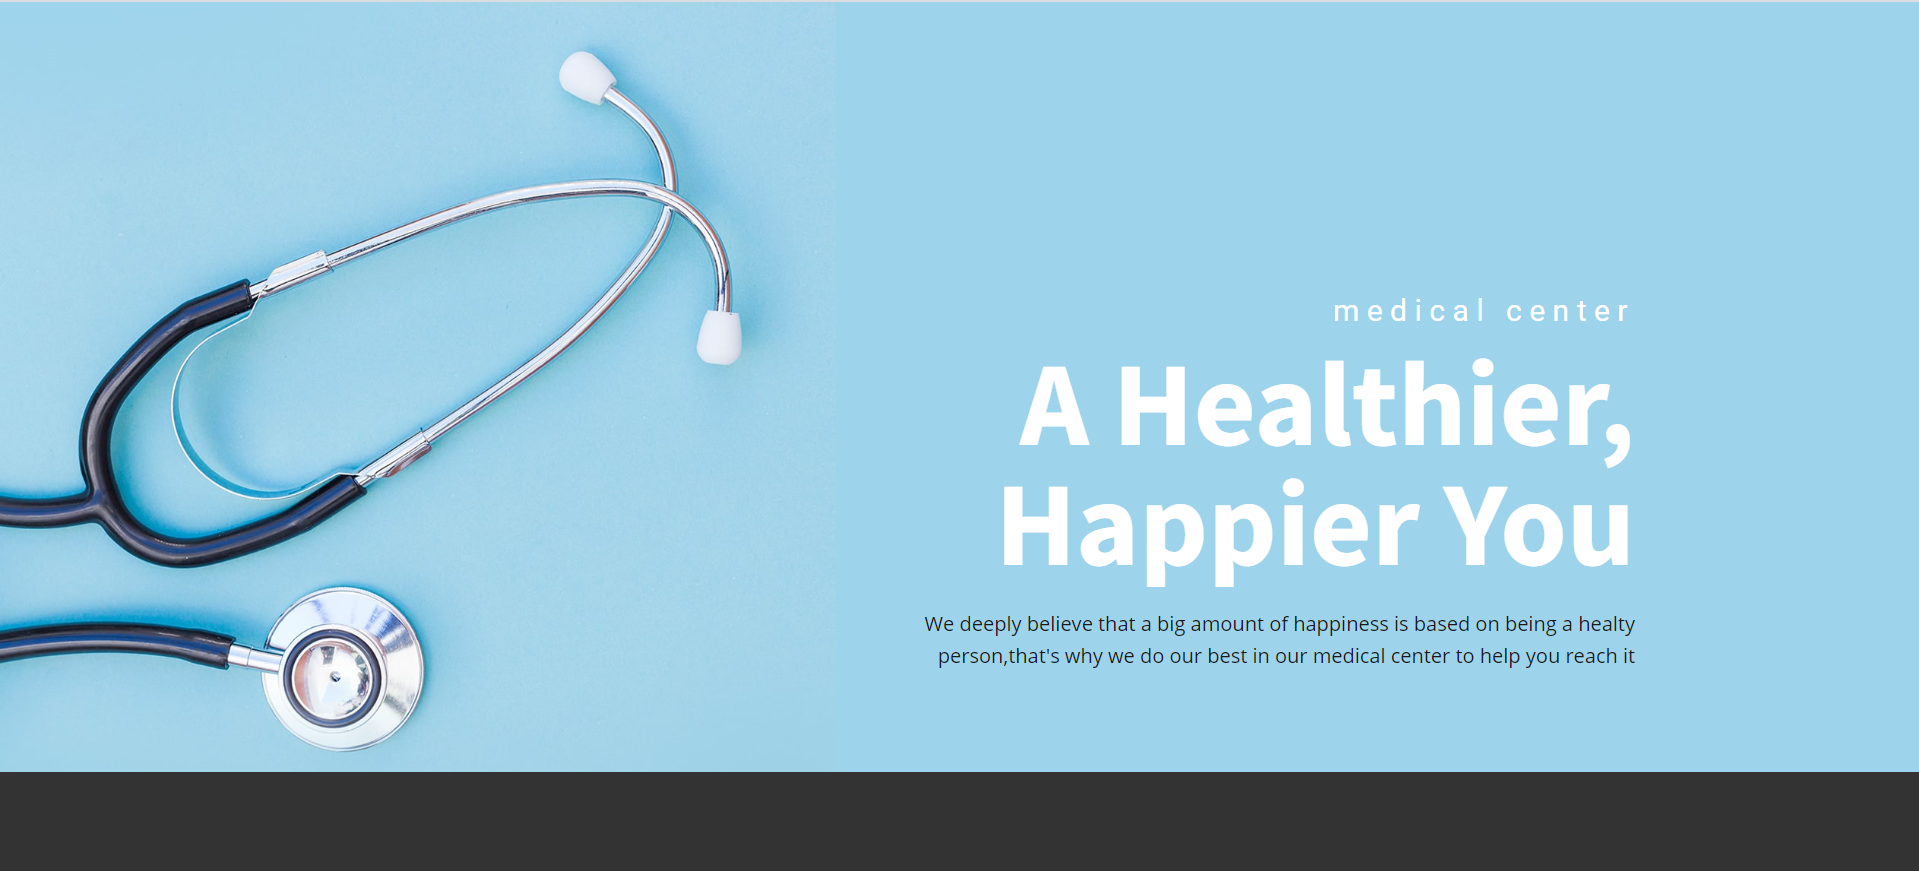 medical center
A Healthier,
Happier You
We deeply believe that a big amount of happiness is based on being a healty
person,that's why we do our best in our medical center to help you reach it